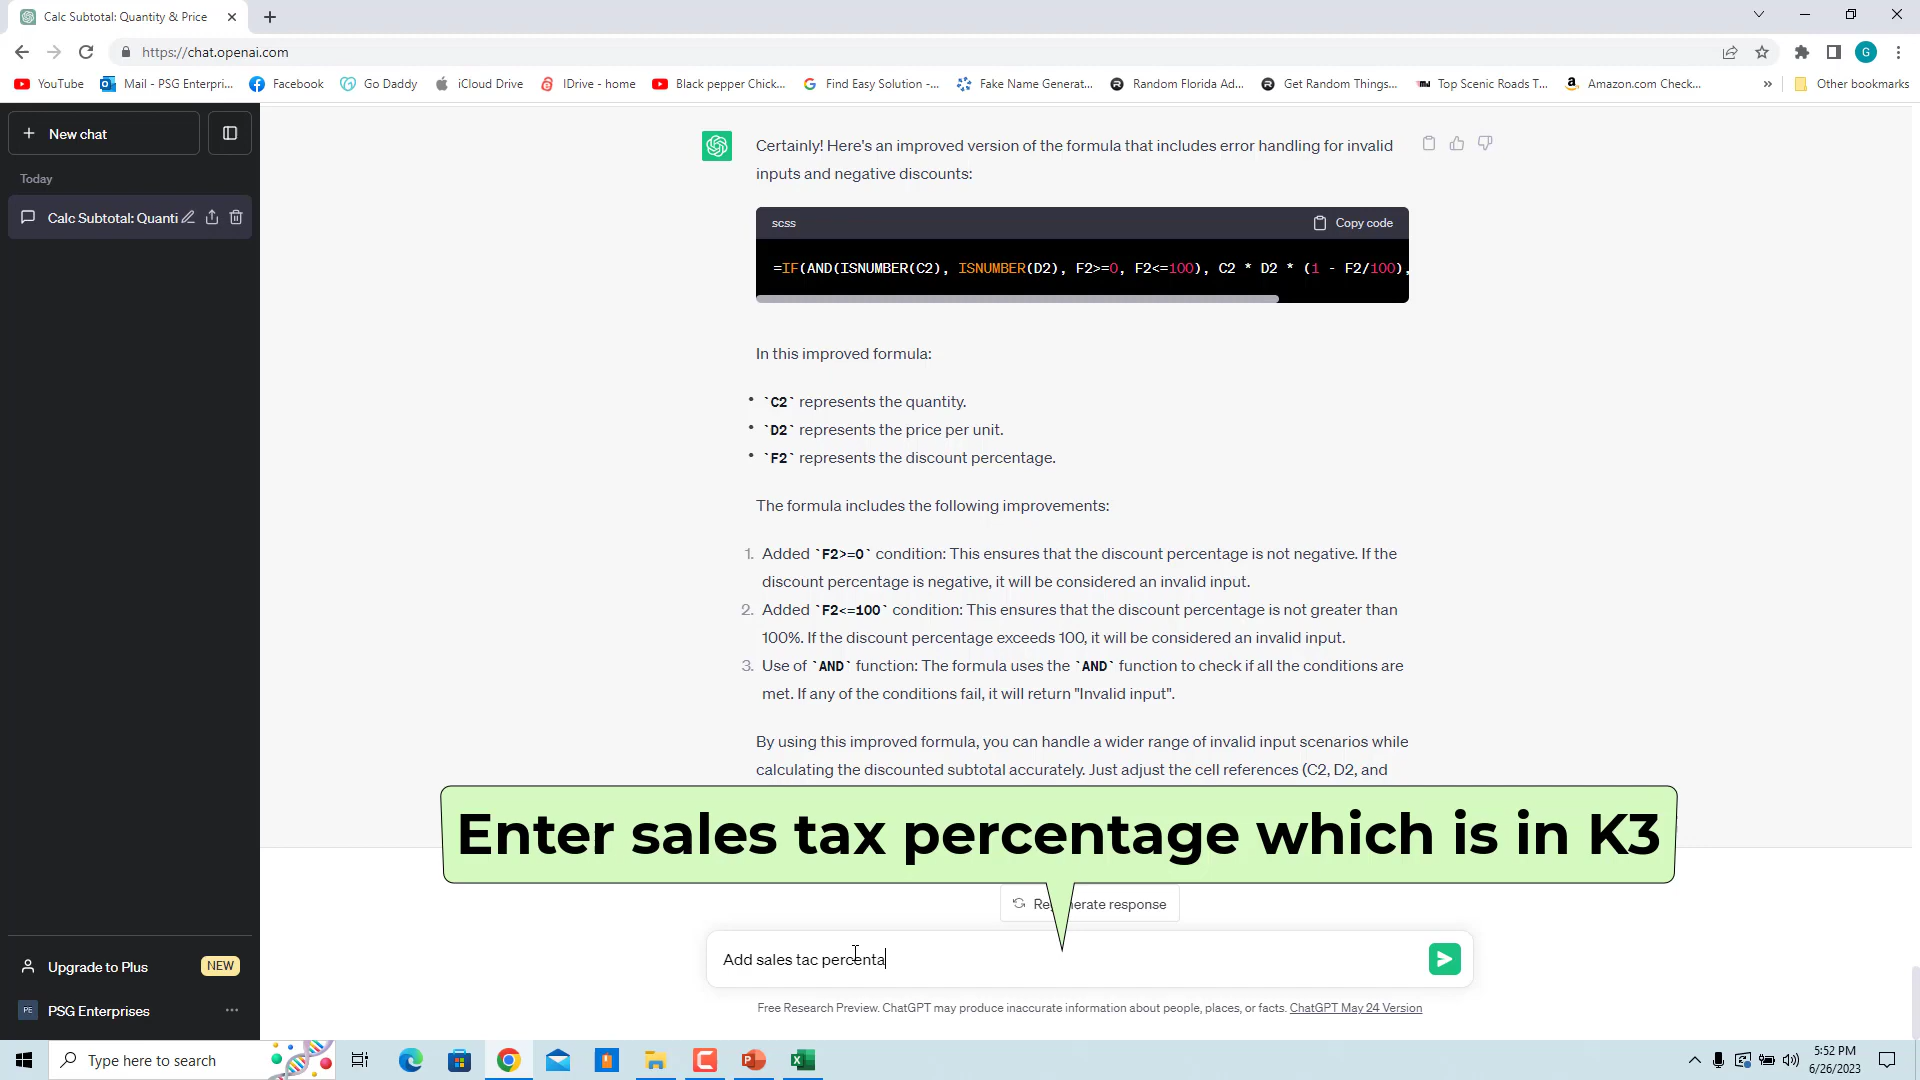 Calc Subtotal: Quantity & Price
https://chat.openai.com
YouTube
Mail - PSG Enterpri...
Facebook
Go Daddy
iCloud Drive
IDrive - home
Black pepper Chick...
Find Easy Solution -...
Fake Name Generat...
Random Florida Ad...
Get Random Things...
Top Scenic Roads T...
Amazon.com Check...
»
Other bookmarks
G
New chat
Today
Calc Subtotal: Quanti
Certainly! Here's an improved version of the formula that includes error handling for invalid
inputs and negative discounts:
scss
Copy code
=IF(AND(ISNUMBER(C2), ISNUMBER(D2), F2>=0, F2<=100), C2 * D2 * (1 - F2/100),
In this improved formula:
• `C2` represents the quantity.
• `D2` represents the price per unit.
• `F2` represents the discount percentage.
The formula includes the following improvements:
1. Added `F2>=0` condition: This ensures that the discount percentage is not negative. If the
discount percentage is negative, it will be considered an invalid input.
2. Added `F2<=100` condition: This ensures that the discount percentage is not greater than
100%. If the discount percentage exceeds 100, it will be considered an invalid input.
3. Use of `AND` function: The formula uses the `AND` function to check if all the conditions are
met. If any of the conditions fail, it will return "Invalid input".
By using this improved formula, you can handle a wider range of invalid input scenarios while
calculating the discounted subtotal accurately. Just adjust the cell references (C2, D2, and
Enter sales tax percentage which is in K3
Re erate response
Add sales tac percenta
Free Research Preview. ChatGPT may produce inaccurate information about people, places, or facts. ChatGPT May 24 Version
Upgrade to Plus
NEW
PE
PSG Enterprises
...
Type here to search
5:52 PM
6/26/2023